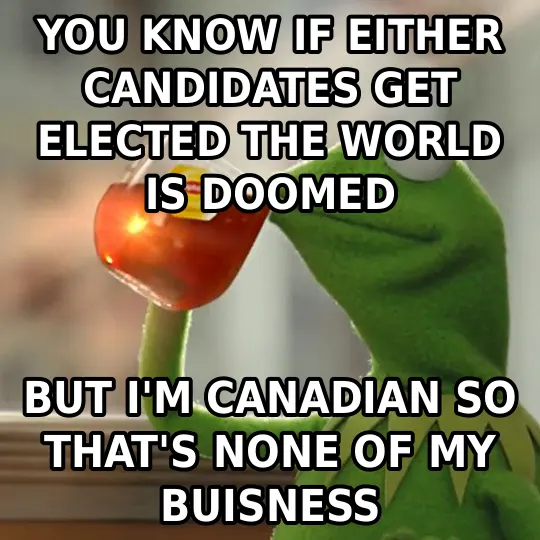 YOU KNOW IF EITHER
CANDIDATES GET
ELECTED THE WORLD
IS DOOMED
BUT I'M CANADIAN SO
THAT'S NONE OF MY
BUISNESS